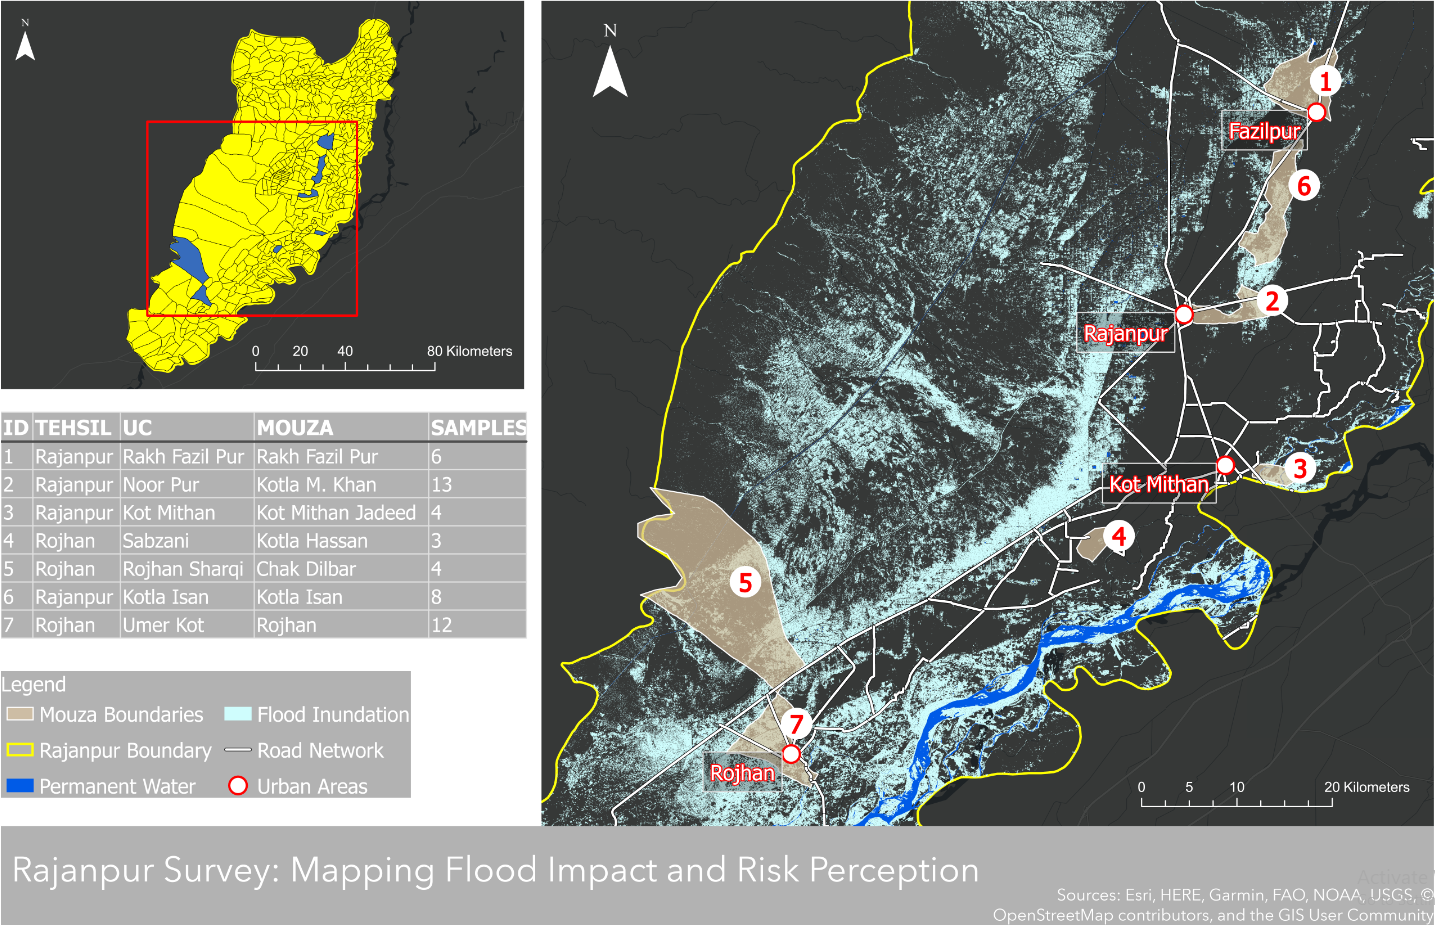 N
0 20 40 80 Kilometers
ID TEHSIL UC MOUZA SAMPLES
1 Rajanpur Rakh Fazil Pur Rakh Fazil Pur 6
2 Rajanpur Noor Pur Kotla M. Khan 13
3 Rajanpur Kot Mithan Kot Mithan Jadeed 4
4 Rojhan Sabzani Kotla Hassan 3
5 Rojhan Rojhan Sharqi Chak Dilbar 4
6 Rajanpur Kotla Isan Kotla Isan 8
7 Rojhan Umer Kot Rojhan 12
Legend
Mouza Boundaries Flood Inundation
Rajanpur Boundary Road Network
Permanent Water Urban Areas
N
1
Fazilpur
6
2
Rajanpur
3
Kot Mithan
4
5
7
Rojhan
0 5 10 20 Kilometers
Rajanpur Survey: Mapping Flood Impact and Risk Perception
Activate
Sources: Esri, HERE, Garmin, FAO, NOAA, USGS, ©
OpenStreetMap contributors, and the GIS User Community